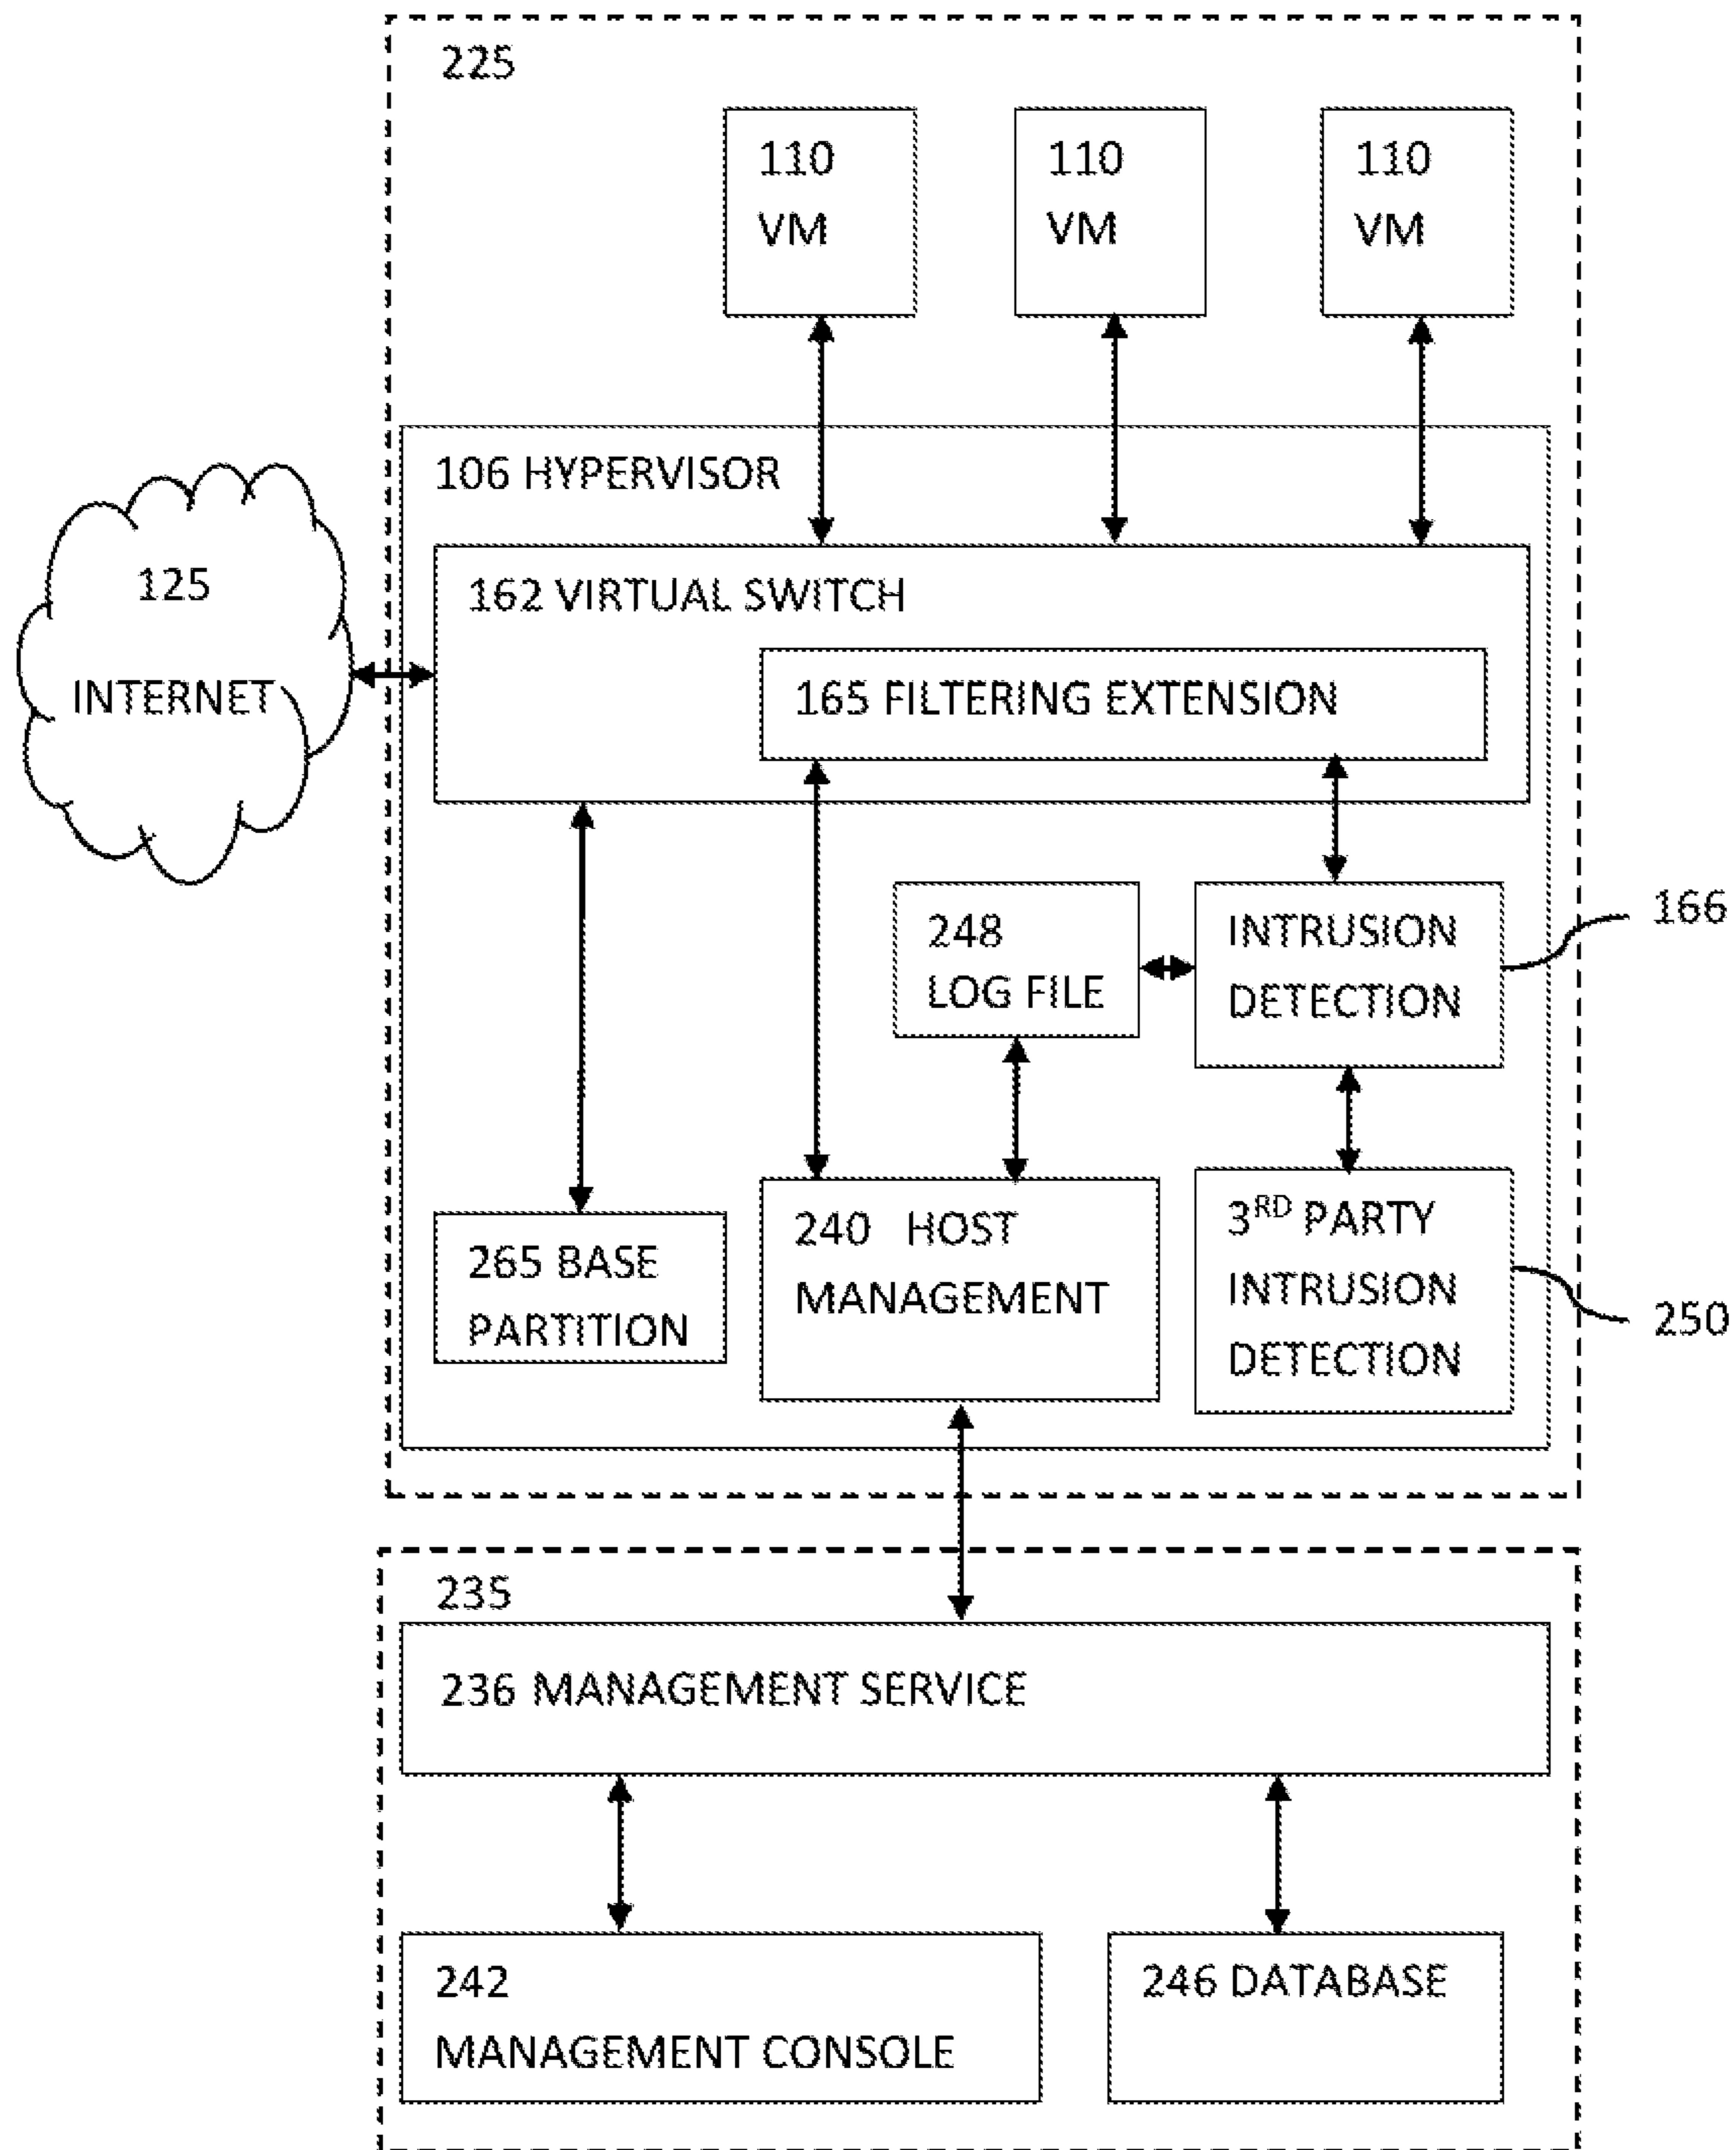 225
110
VM
110
VM
110
VM
106 HYPERVISOR
125
INTERNET
162 VIRTUAL SWITCH
165 FILTERING EXTENSION
248
LOG FILE
INTRUSION
DETECTION
166
265 BASE
PARTITION
240 HOST
MANAGEMENT
3RD PARTY
INTRUSION
DETECTION
250
235
236 MANAGEMENT SERVICE
242
MANAGEMENT CONSOLE
246 DATABASE